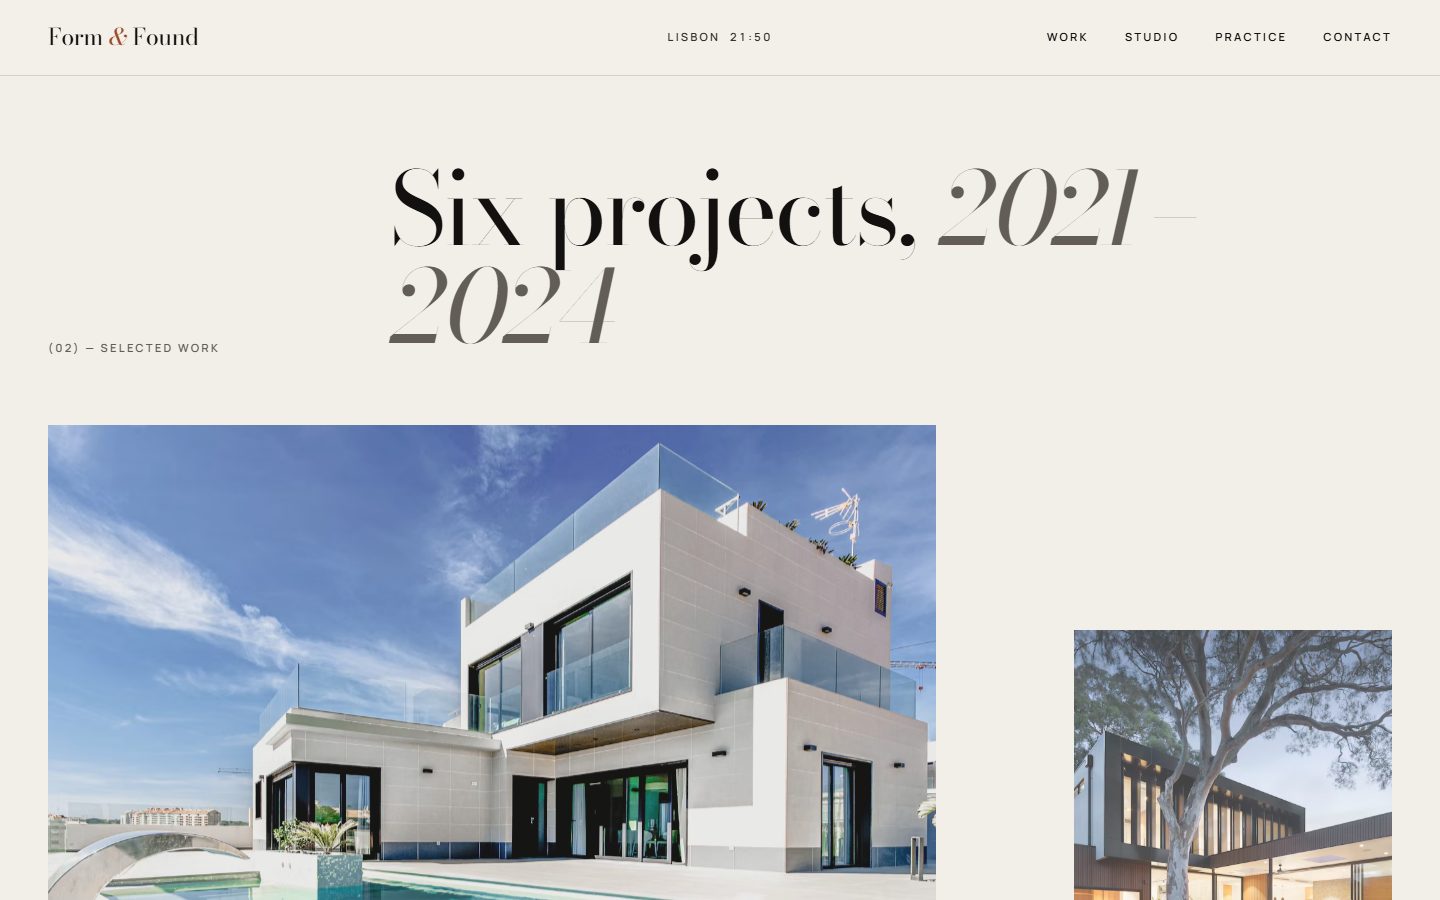 Form & Found
LISBON 21:50
WORK
STUDIO
PRACTICE
CONTACT
Six projects, 2021 —
2024
(02) — SELECTED WORK